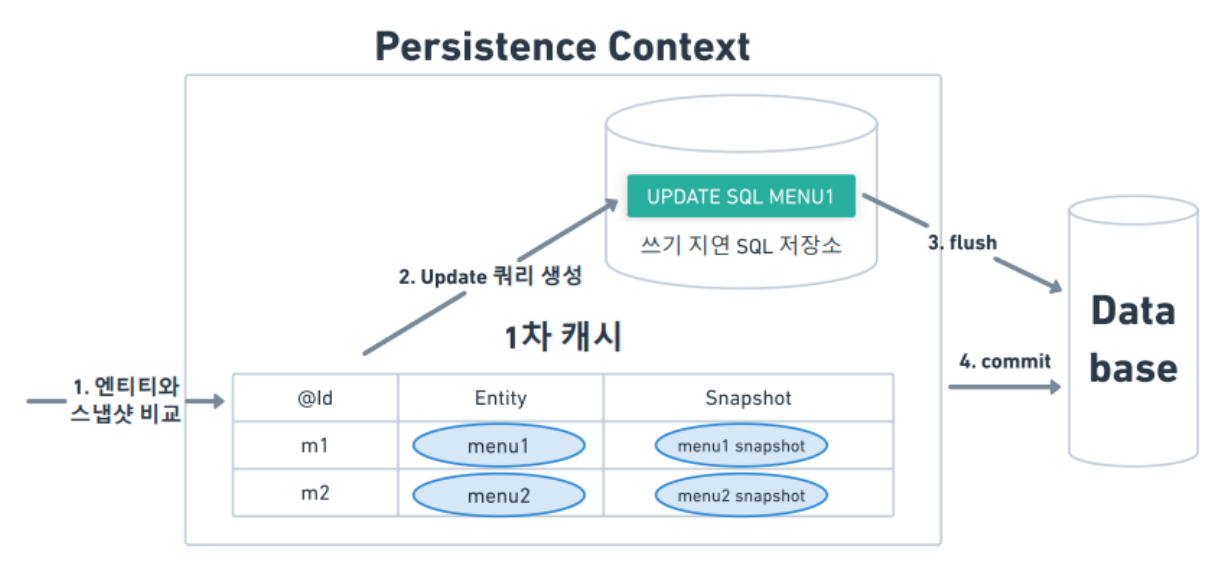 Persistence Context
UPDATE SQL MENU1
쓰기 지연 SQL 저장소
3. flush
2. Update 쿼리 생성
1차 캐시
Data
base
4. commit
1. 엔티티와
스냅샷 비교
@Id Entity Snapshot
m1 menu1 menu1 snapshot
m2 menu2 menu2 snapshot